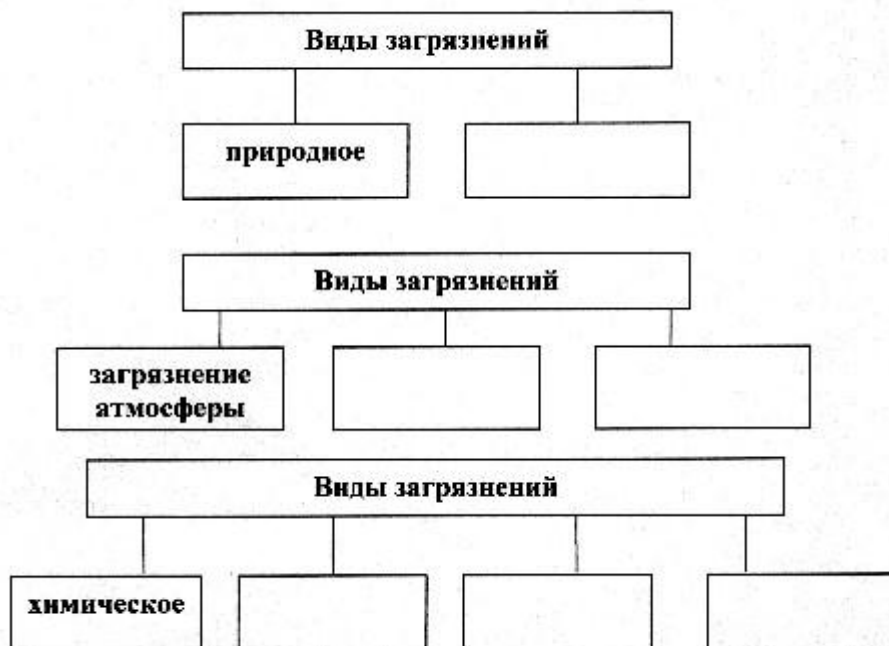 Виды загрязнений
природное
Виды загрязнений
загрязнение
атмосферы
Виды загрязнений
химическое